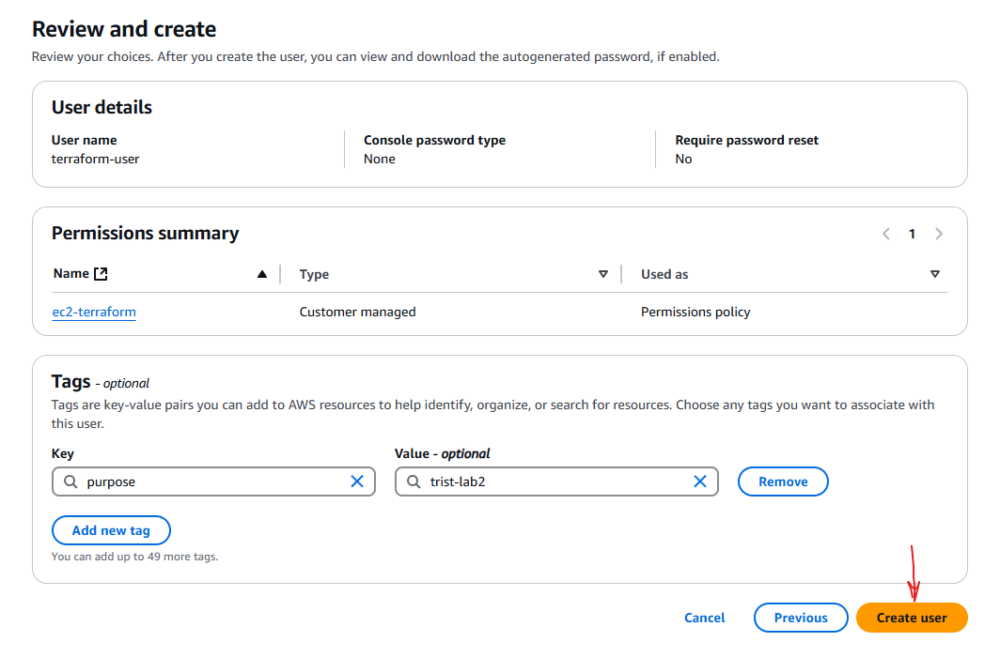 Review and create
Review your choices. After you create the user, you can view and download the autogenerated password, if enabled.
User details
User name
terraform-user
Console password type
None
Require password reset
No
Permissions summary
1
Name
Type
Used as
ec2-terraform
Customer managed
Permissions policy
Tags - optional
Tags are key-value pairs you can add to AWS resources to help identify, organize, or search for resources. Choose any tags you want to associate with
this user.
Key
Value - optional
purpose
trist-lab2
Remove
Add new tag
You can add up to 49 more tags.
Cancel
Previous
Create user